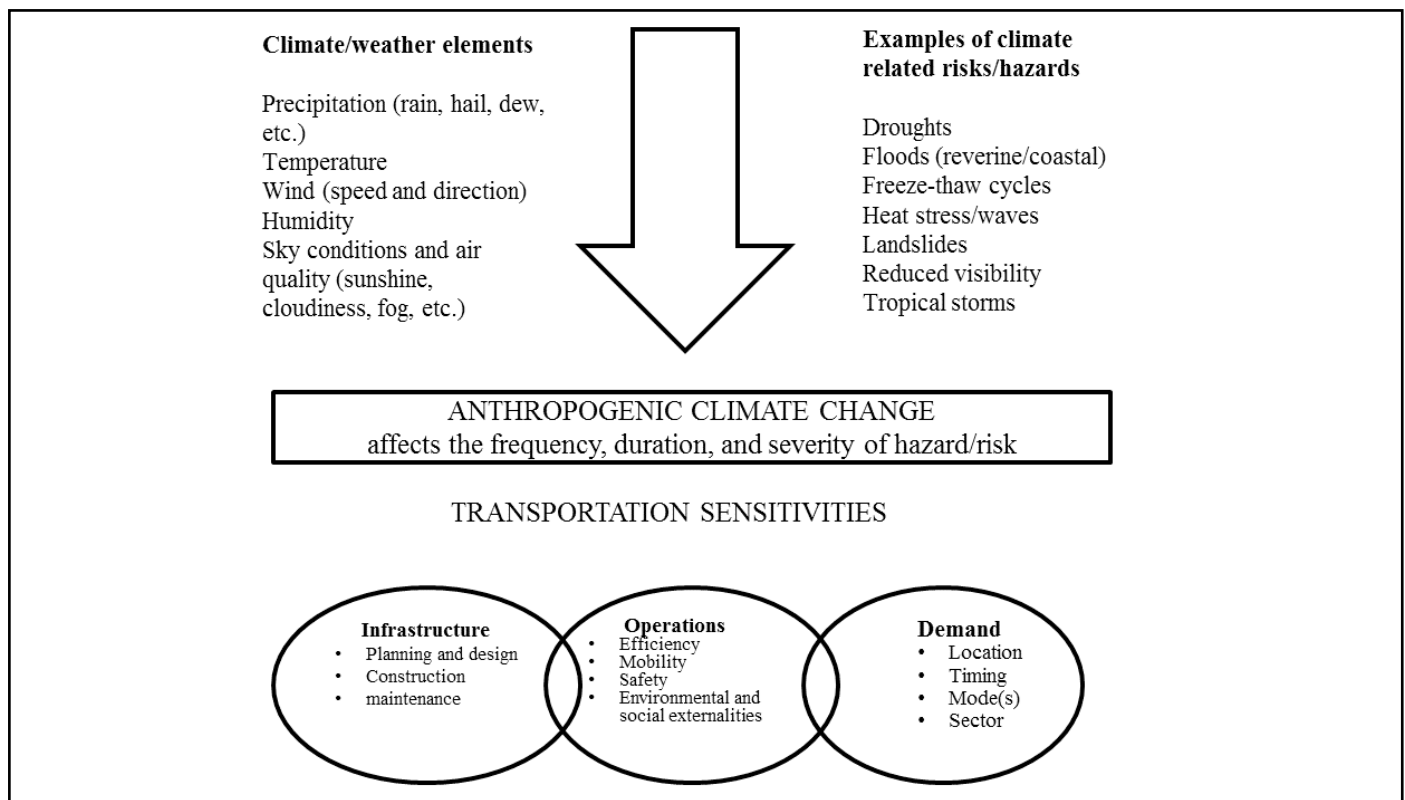 Climate/weather elements
Precipitation (rain, hail, dew,
etc.)
Temperature
Wind (speed and direction)
Humidity
Sky conditions and air
quality (sunshine,
cloudiness, fog, etc.)
Examples of climate
related risks/hazards
Droughts
Floods (reverine/coastal)
Freeze-thaw cycles
Heat stress/waves
Landslides
Reduced visibility
Tropical storms
ANTHROPOGENIC CLIMATE CHANGE
affects the frequency, duration, and severity of hazard/risk
TRANSPORTATION SENSITIVITIES
Infrastructure
• Planning and design
• Construction
• maintenance
Operations
• Efficiency
• Mobility
• Safety
• Environmental and
social externalities
Demand
• Location
• Timing
• Mode(s)
• Sector